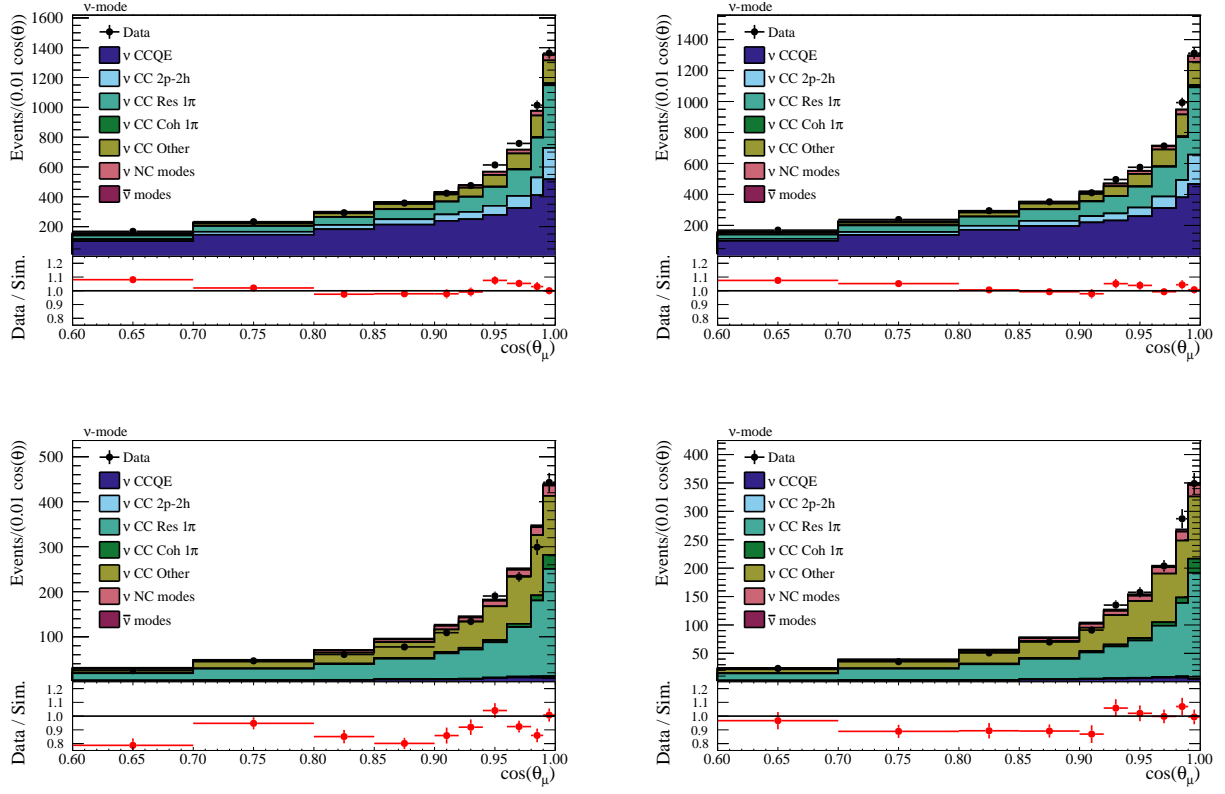 ν-mode
Events/(0.01 cos(θ))
1600
1400
1200
1000
800
600
400
200
Data
ν CCQE
ν CC 2p-2h
ν CC Res 1π
ν CC Coh 1π
ν CC Other
ν NC modes
ν̅ modes
Data / Sim.
1.2
1.1
1.0
0.9
0.8
0.60 0.65 0.70 0.75 0.80 0.85 0.90 0.95 1.00
cos(θμ)
ν-mode
Events/(0.01 cos(θ))
1400
1200
1000
800
600
400
200
Data
ν CCQE
ν CC 2p-2h
ν CC Res 1π
ν CC Coh 1π
ν CC Other
ν NC modes
ν̅ modes
Data / Sim.
1.2
1.1
1.0
0.9
0.8
0.60 0.65 0.70 0.75 0.80 0.85 0.90 0.95 1.00
cos(θμ)
ν-mode
Events/(0.01 cos(θ))
500
400
300
200
100
Data
ν CCQE
ν CC 2p-2h
ν CC Res 1π
ν CC Coh 1π
ν CC Other
ν NC modes
ν̅ modes
Data / Sim.
1.2
1.1
1.0
0.9
0.8
0.60 0.65 0.70 0.75 0.80 0.85 0.90 0.95 1.00
cos(θμ)
ν-mode
Events/(0.01 cos(θ))
400
350
300
250
200
150
100
50
Data
ν CCQE
ν CC 2p-2h
ν CC Res 1π
ν CC Coh 1π
ν CC Other
ν NC modes
ν̅ modes
Data / Sim.
1.2
1.1
1.0
0.9
0.8
0.60 0.65 0.70 0.75 0.80 0.85 0.90 0.95 1.00
cos(θμ)